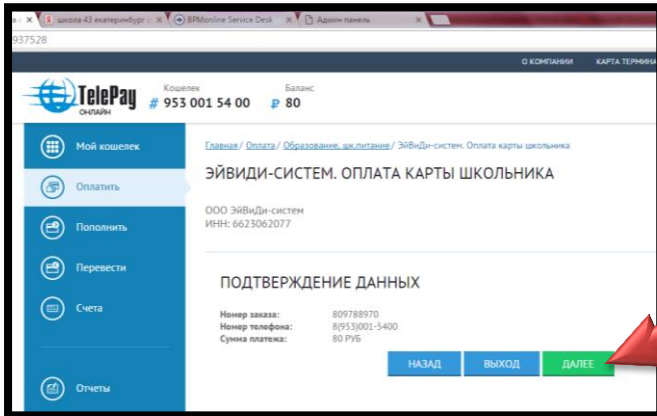 школа 43 екатеринбург
BPMonline Service Desk
Админ панель
937528
О КОМПАНИИ КАРТА ТЕРМИНА
TelePay
ОНЛАЙН
Кошелек Баланс
# 953 001 54 00 ₽ 80
Мой кошелек
Оплатить
Пополнить
Перевести
Счета
Отчеты
Главная / Оплата / Образование, шк.питание / ЭйВиДи-систем. Оплата карты школьника
ЭЙВИДИ-СИСТЕМ. ОПЛАТА КАРТЫ ШКОЛЬНИКА
ООО ЭйВиДи-систем
ИНН: 6623062077
ПОДТВЕРЖДЕНИЕ ДАННЫХ
Номер заказа: 809788970
Номер телефона: 8(953)001-5400
Сумма платежа: 80 РУБ
НАЗАД ВЫХОД ДАЛЕЕ